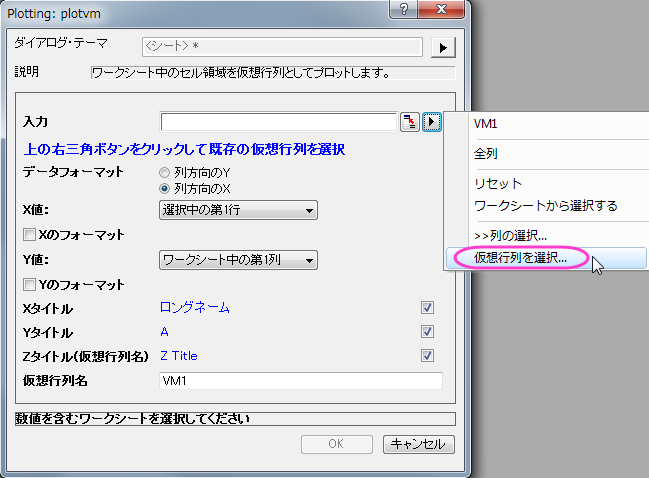 Plotting: plotvm
ダイアログ・テーマ
<シート> *
説明
ワークシート中のセル領域を仮想行列としてプロットします。
入力
上の右三角ボタンをクリックして既存の仮想行列を選択
データフォーマット
列方向のY
列方向のX
X値:
選択中の第1行
Xのフォーマット
Y値:
ワークシート中の第1列
Yのフォーマット
Xタイトル
ロングネーム
Yタイトル
A
Zタイトル(仮想行列名)
Z Title
仮想行列名
VM1
数値を含むワークシートを選択してください
OK
キャンセル
VM1
全列
リセット
ワークシートから選択する
>>列の選択...
仮想行列を選択...